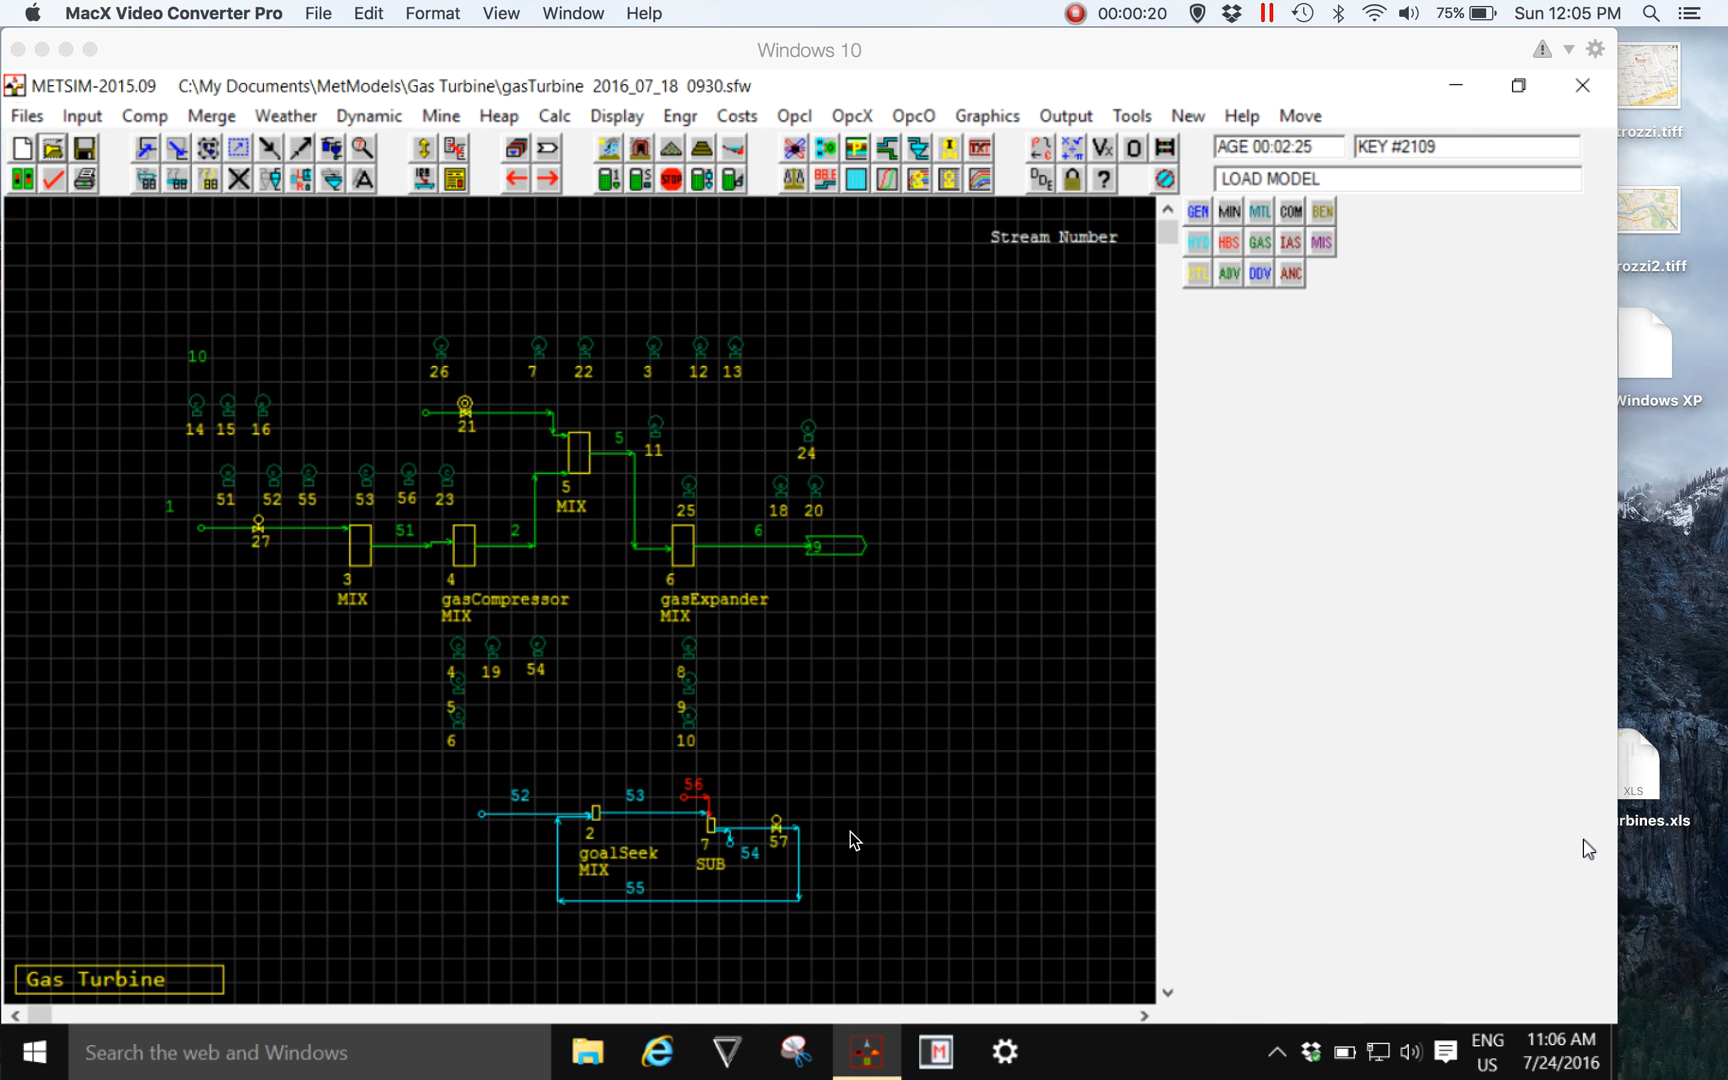 MacX Video Converter Pro File Edit Format View Window Help 00:00:20 75% Sun 12:05 PM
Windows 10
METSIM-2015.09 C:\My Documents\MetModels\Gas Turbine\gasTurbine 2016_07_18 0930.sfw
Files Input Comp Merge Weather Dynamic Mine Heap Calc Display Engr Costs Opcl OpcX OpcO Graphics Output Tools New Help Move
AGE 00:02:25 KEY #2109
LOAD MODEL
STOP TXT ?
GEN MIN MTL COM BEN
HYD HBS GAS IAS MIS
CTL ADV DDV ANC
Stream Number
10
26 7 22 3 12 13
14 15 16
21
5 11 24
51 52 55 53 56 23
1
5
MIX
25 18 20
27 51 2 6 9
3
MIX
4
gasCompressor
MIX
6
gasExpander
MIX
4 19 54 8
5 9
6 10
52 53 56
2
goalSeek
MIX
7
SUB
54 57
55
Gas Turbine
rozzi.tiff
rozzi2.tiff
Windows XP
XLS
rbines.xls
Search the web and Windows
ENG
US
11:06 AM
7/24/2016